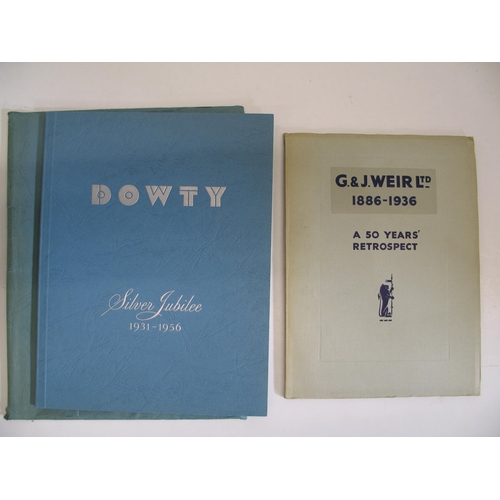 DOWTY
Silver Jubilee
1931-1956
G. & J. WEIR LTD
1886-1936
A 50 YEARS'
RETROSPECT